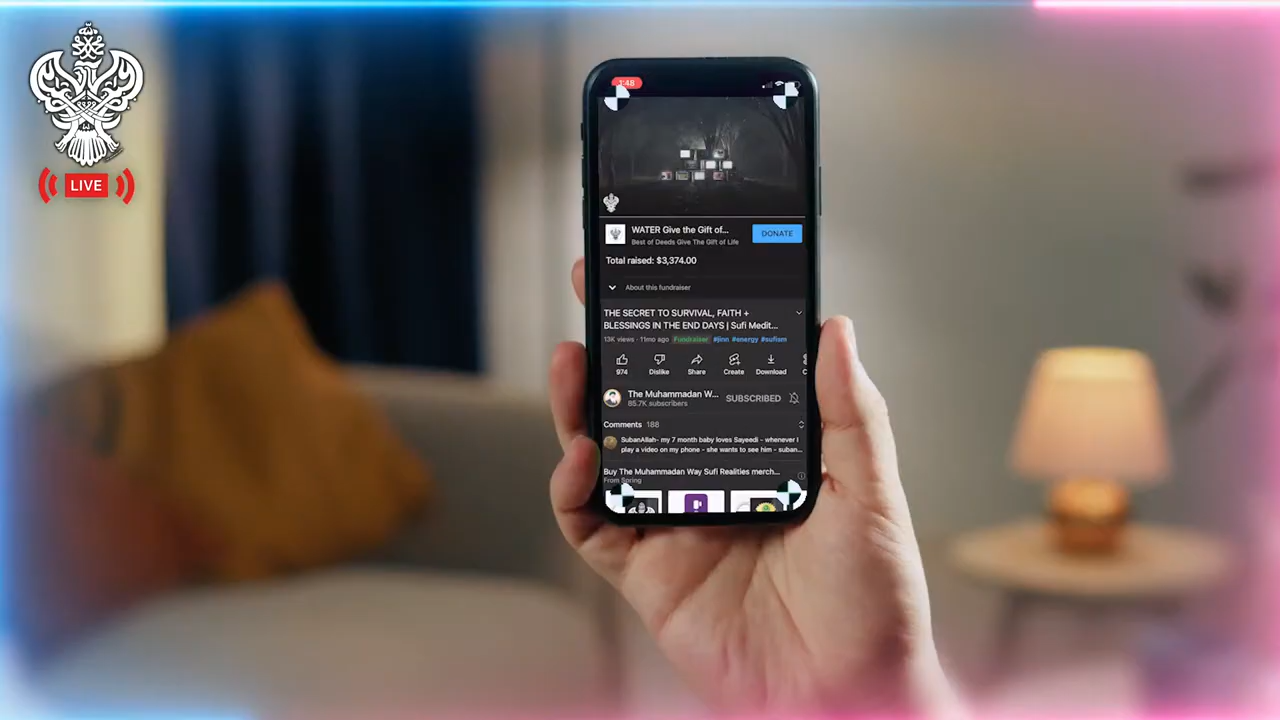 LIVE
1:48
WATER Give the Gift of...
DONATE
Best of Deeds Give The Gift of Life
Total raised: $3,374.00
About this fundraiser
THE SECRET TO SURVIVAL, FAITH +
BLESSINGS IN THE END DAYS | Sufi Medit...
13K views · 11mo ago #Fundraiser #jinn #energy #sufism
974 Dislike Share Create Download C
The Muhammadan W... SUBSCRIBED
85.7K subscribers
Comments 188
SubanAllah- my 7 month baby loves Sayeedi - whenever I
play a video on my phone - she wants to see him - suban...
Buy The Muhammadan Way Sufi Realities merch...
From Spring